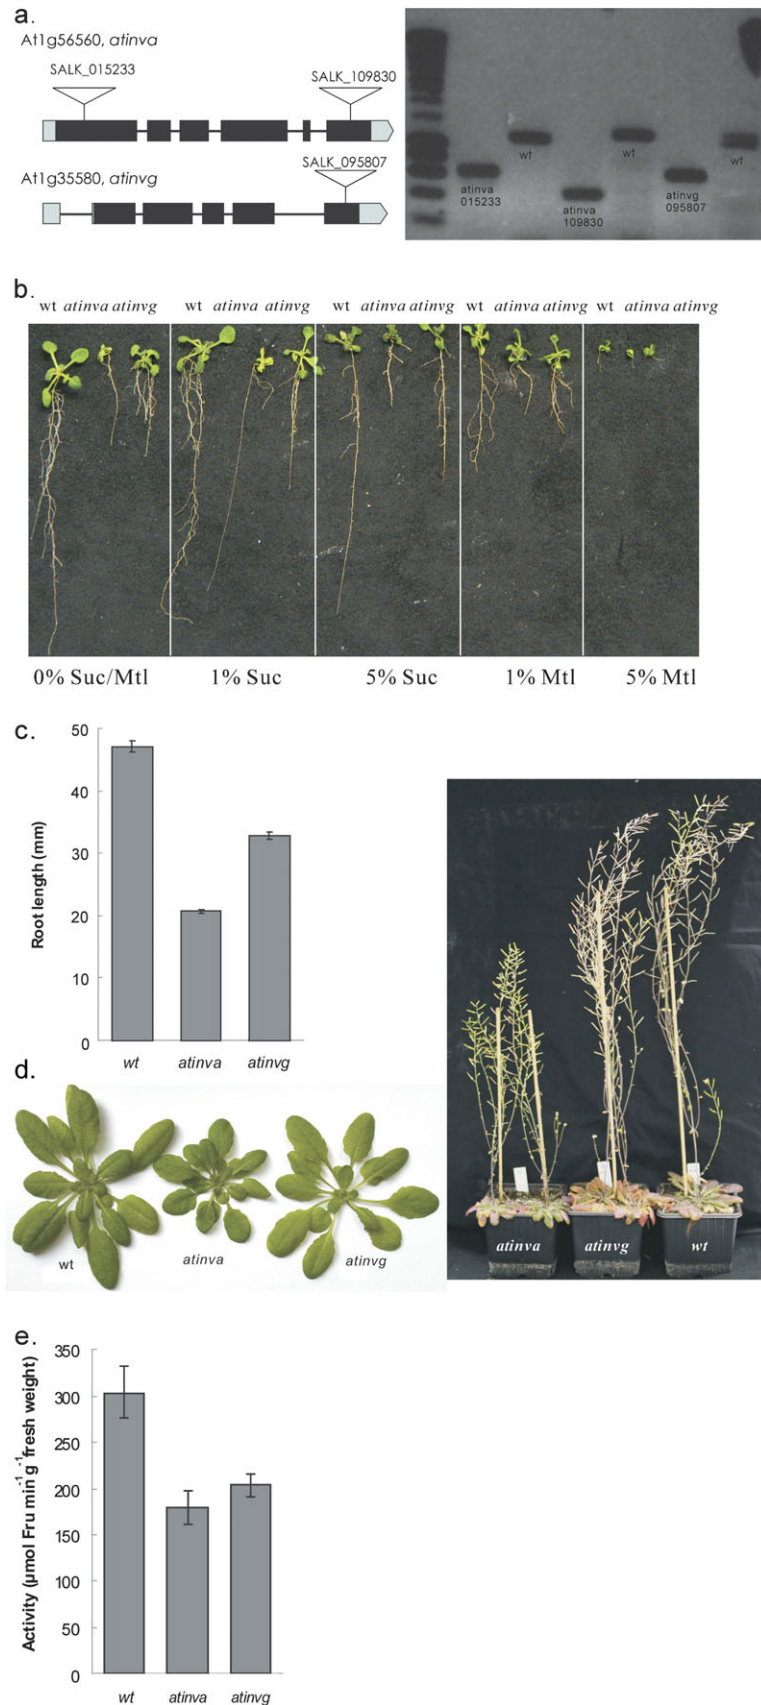 a.
At1g56560, atinva
SALK_015233
SALK_109830
At1g35580, atinvg
SALK_095807
wt
wt
wt
atinva
015233
atinva
109830
atinvg
095807
b.
wt atinva atinvg
wt atinva atinvg
wt atinva atinvg
wt atinva atinvg
wt atinva atinvg
0% Suc/Mtl
1% Suc
5% Suc
1% Mtl
5% Mtl
c.
Root length (mm)
50
40
30
20
10
0
wt
atinva
atinvg
d.
wt
atinva
atinvg
atinva
atinvg
wt
e.
Activity (µmol Fru min⁻¹g⁻¹fresh weight)
350
300
250
200
150
100
50
0
wt
atinva
atinvg